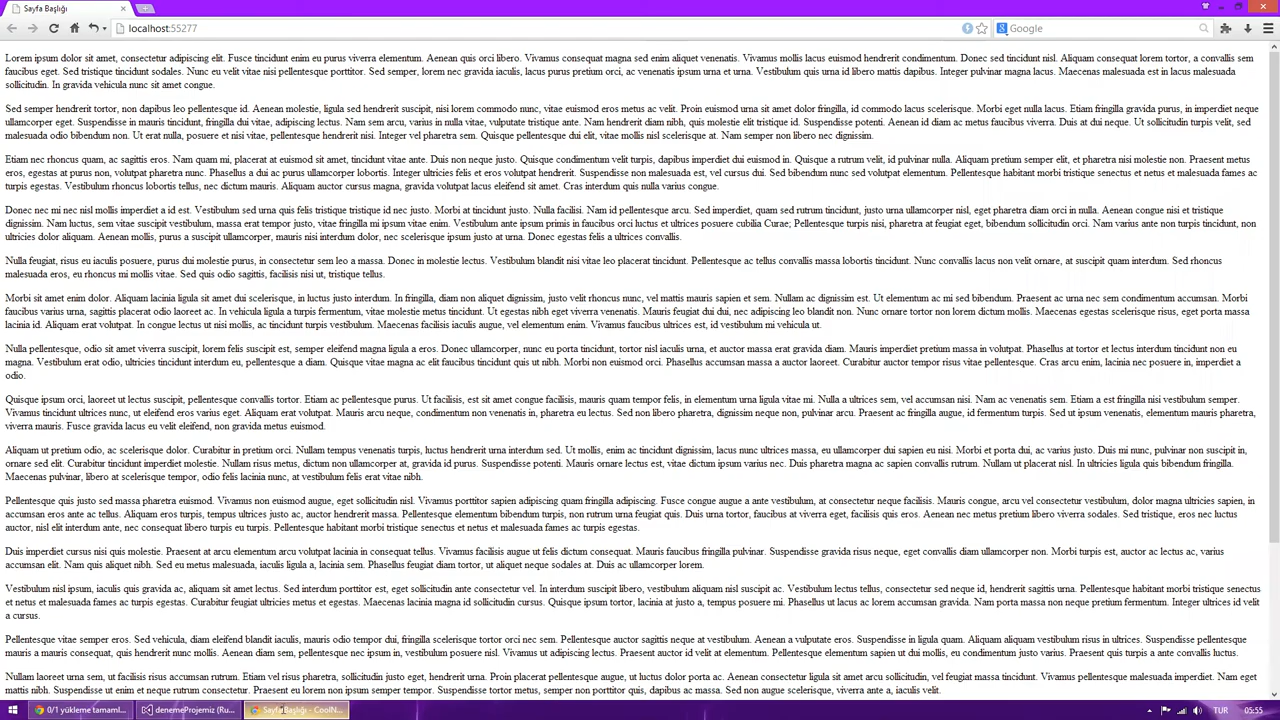 Sayfa Başlığı
localhost:55277
Google
Lorem ipsum dolor sit amet, consectetur adipiscing elit. Fusce tincidunt enim eu purus viverra elementum. Aenean quis orci libero. Vivamus consequat magna sed enim aliquet venenatis. Vivamus mollis lacus euismod hendrerit condimentum. Donec sed tincidunt mi. Aliquam consequat lorem tortor, a convallis sem
faucibus eget. Sed tristique tincidunt sodales. Nunc eu velit vitae nisi pellentesque porttitor. Sed semper, lorem nec gravida iaculis, lacus purus pretium orci, ac venenatis ipsum urna et urna. Vestibulum quis urna id libero mattis dapibus. Integer pulvinar magna lacus. Maecenas malesuada est in lacus malesuada
sollicitudin. In gravida vehicula nunc sit amet congue.
Sed semper hendrerit tortor, non dapibus leo pellentesque id. Aenean molestie, ligula sed hendrerit suscipit, nisi lorem commodo nunc, vitae euismod eros metus ac velit. Proin euismod urna sit amet dolor fringilla, id commodo lacus scelerisque. Morbi eget nulla lacus. Etiam fringilla gravida purus, in imperdiet neque
ullamcorper eget. Suspendisse in mauris tincidunt, fringilla dui vitae, adipiscing lectus. Nam sem arcu, varius in nulla vitae, vulputate tristique ante. Nam hendrerit diam nibh, quis molestie elit tristique id. Suspendisse potenti. Aenean id diam ac metus faucibus viverra. Duis at dui neque. Ut sollicitudin turpis velit, sed
malesuada odio bibendum non. Ut erat nulla, posuere et nisi vitae, pellentesque hendrerit nisi. Integer vel pharetra sem. Quisque pellentesque dui elit, vitae mollis nisl scelerisque at. Nam semper non libero nec dignissim.
Etiam nec rhoncus quam, ac sagittis eros. Nam quam mi, placerat at euismod sit amet, tincidunt vitae ante. Duis non neque justo. Quisque condimentum velit turpis, dapibus imperdiet dui euismod in. Quisque a rutrum velit, id pulvinar nulla. Aliquam pretium semper elit, et pharetra nisi molestie non. Praesent metus
eros, egestas at purus non, volutpat pharetra nunc. Phasellus a dui ac purus ullamcorper lobortis. Integer ultricies felis et eros volutpat hendrerit. Suspendisse non malesuada est, vel cursus dui. Sed bibendum nunc sed volutpat elementum. Pellentesque habitant morbi tristique senectus et netus et malesuada fames ac
turpis egestas. Vestibulum rhoncus lobortis tellus, nec dictum mauris. Aliquam auctor cursus magna, gravida volutpat lacus eleifend sit amet. Cras interdum quis nulla varius congue.
Donec nec mi nec nisl mollis imperdiet a id est. Vestibulum sed urna quis felis tristique tristique id nec justo. Morbi at tincidunt justo. Nulla facilisi. Nam id pellentesque arcu. Sed imperdiet, quam sed rutrum tincidunt, justo urna ullamcorper nisl, eget pharetra diam orci in nulla. Aenean congue nisi et tristique
dignissim. Nam luctus, sem vitae suscipit vestibulum, massa erat tempor justo, vitae fringilla mi ipsum vitae enim. Vestibulum ante ipsum primis in faucibus orci luctus et ultrices posuere cubilia Curae; Pellentesque turpis nisi, pharetra at feugiat eget, bibendum sollicitudin orci. Nam varius ante non turpis dictum, in
ultricies dolor aliquam. Aenean mollis, purus a suscipit ullamcorper, mauris nisi interdum dolor, nec scelerisque ipsum justo at urna. Donec egestas felis a ultrices convallis.
Nulla feugiat, risus eu iaculis posuere, purus dui molestie purus, in consectetur sem leo a massa. Donec in molestie lectus. Vestibulum blandit nisi vitae leo placerat tincidunt. Pellentesque ac tellus convallis massa lobortis tincidunt. Nunc convallis lacus non velit ornare, at suscipit quam interdum. Sed rhoncus
malesuada eros, eu rhoncus mi mollis vitae. Sed quis odio sagittis, facilisis nisi ut, tristique tellus.
Morbi sit amet enim dolor. Aliquam lacinia ligula sit amet dui scelerisque, in luctus justo interdum. In fringilla, diam non aliquet dignissim, justo velit rhoncus nunc, vel mattis mauris sapien et sem. Nullam ac dignissim est. Ut elementum ac mi sed bibendum. Praesent ac urna nec sem condimentum accumsan. Morbi
faucibus varius urna, sagittis placerat odio laoreet ac. In vehicula ligula a turpis fermentum, vitae molestie metus tincidunt. Ut egestas nibh eget viverra venenatis. Mauris feugiat dui dui, nec adipiscing leo blandit non. Nunc ornare tortor in lorem dictum mollis. Maecenas scelerisque risus, eget porta massa
lacinia id. Aliquam erat volutpat. In congue lectus ut nisi mollis, ac tincidunt turpis vestibulum. Maecenas facilisis iaculis augue, vel elementum enim. Vivamus faucibus ultrices est, id vestibulum mi vehicula ut.
Nulla pellentesque, odio sit amet viverra suscipit, lorem felis suscipit est, semper eleifend magna ligula a eros. Donec ullamcorper, nunc eu porta tincidunt, tortor nisl iaculis urna, et auctor massa erat gravida diam. Mauris imperdiet pretium massa in volutpat. Phasellus at tortor et lectus interdum tincidunt non eu
magna. Vestibulum erat odio, ultricies tincidunt interdum eu, pellentesque a diam. Quisque vitae magna ac elit faucibus tincidunt quis ut nibh. Morbi non euismod orci. Phasellus accumsan massa a auctor laoreet. Curabitur auctor tempor risus vitae pellentesque. Cras arcu enim, lacinia nec posuere in, imperdiet a
odio.
Quisque ipsum orci, laoreet ut lectus suscipit, pellentesque convallis tortor. Etiam ac pellentesque purus. Ut facilisis, est sit amet facilisis facilisis, mauris quam tempor felis, in elementum urna ligula vitae mi. Nulla a ultrices sem, vel accumsan nisi. Nam ac venenatis sem. Etiam a est fringilla nisi vestibulum semper.
Vivamus tincidunt ultrices nunc, ut eleifend eros varius eget. Aliquam erat volutpat. Mauris arcu neque, condimentum non venenatis in, pharetra eu lectus. Sed non libero pharetra, dignissim neque non, pulvinar arcu. Praesent ac fringilla augue, id fermentum turpis. Sed ut ipsum venenatis, elementum mauris pharetra,
viverra mauris. Fusce gravida lacus eu velit eleifend, non gravida metus euismod.
Aliquam ut pretium odio, ac scelerisque dolor. Curabitur in pretium orci. Nullam tempus venenatis turpis, luctus hendrerit urna interdum sed. Ut mollis, enim ac tincidunt dignissim, lacus nunc ultrices massa, eu ullamcorper dui sapien eu nisi. Morbi et porta dui, ac varius justo. Duis mi nunc, pulvinar non suscipit in,
ornare sed elit. Curabitur tincidunt imperdiet molestie. Nullam risus metus, dictum non ullamcorper at, gravida id purus. Suspendisse potenti. Mauris ornare lectus est, vitae dictum ipsum varius nec. Duis pharetra magna ac sapien convallis rutrum. Nullam ut placerat nisl. In ultricies ligula quis bibendum fringilla.
Maecenas pulvinar, libero at scelerisque tempor, odio felis lacinia nunc, at vestibulum felis erat vitae nibh.
Pellentesque quis justo sed massa pharetra euismod. Vivamus non euismod augue, eget sollicitudin nisl. Vivamus porttitor sapien adipiscing quam fringilla adipiscing. Fusce congue augue a ante vestibulum, at consectetur neque facilisis. Mauris congue, arcu vel consectetur vestibulum, dolor magna ultrices sapien, in
accumsan eros ante ac tellus. Aliquam eros turpis, tempus ultrices justo ac, auctor hendrerit massa. Pellentesque elementum bibendum turpis, non rutrum urna feugiat quis. Duis urna tortor, faucibus at viverra eget, facilisis quis eros. Aenean nec metus pretium viverra sodales. Sed tristique, eros nec luctus
auctor, nisl elit interdum ante, nec consequat libero turpis eu turpis. Pellentesque habitant morbi tristique senectus et netus et malesuada fames ac turpis egestas.
Duis imperdiet cursus nisi quis molestie. Praesent at arcu elementum arcu volutpat lacinia in consequat tellus. Vivamus facilisis augue ut felis dictum consequat. Mauris faucibus fringilla pulvinar. Suspendisse gravida risus neque, eget convallis diam ullamcorper non. Morbi turpis est, auctor ac lectus ac, varius
accumsan elit. Nam quis aliquet nibh. Sed eu metus malesuada, iaculis ligula a, lacinia sem. Phasellus feugiat diam tortor, ut aliquet neque sodales at. Duis ac ullamcorper lorem.
Vestibulum nisl ipsum, iaculis quis gravida ac, aliquam sit amet lectus. Sed interdum porttitor est, eget sollicitudin ante consectetur vel. In interdum suscipit libero, vestibulum aliquam nisl suscipit ac. Vestibulum lectus tellus, consectetur sed neque id, hendrerit sagittis urna. Pellentesque habitant morbi tristique senectus
et netus et malesuada fames ac turpis egestas. Curabitur feugiat ultricies metus et egestas. Maecenas lacinia magna id sollicitudin cursus. Quisque ipsum tortor, lacinia at justo a, tempus posuere mi. Phasellus ut lacus ac lorem accumsan gravida. Nam porta massa non neque pretium fermentum. Integer ultricies id velit
a cursus.
Pellentesque vitae semper eros. Sed vehicula, diam eleifend blandit iaculis, mauris odio tempor dui, fringilla scelerisque tortor orci nec sem. Pellentesque auctor sagittis neque at vestibulum. Aenean a vulputate eros. Suspendisse in ligula quam. Aliquam aliquam vestibulum risus in ultrices. Suspendisse pellentesque
mauris a mauris consequat, quis hendrerit nunc mollis. Aenean diam sem, pellentesque nec ipsum in, vestibulum posuere nisl. Vivamus ut adipiscing lectus. Praesent auctor id velit at elementum. Pellentesque elementum sapien ut dui mollis, eu condimentum justo varius. Praesent quis ligula quis ante consequat luctus.
Nullam laoreet urna sem, ut facilisis risus accumsan rutrum. Etiam vel risus pharetra, sollicitudin justo eget, hendrerit urna. Proin placerat pellentesque augue, ut luctus dolor porta ac. Aenean consectetur ligula sit amet arcu sollicitudin, vel feugiat massa pellentesque. In hac habitasse platea dictumst. Nam eget
mattis nibh. Suspendisse ut enim et neque rutrum consectetur. Praesent eu lorem non ipsum semper tempor. Suspendisse tortor metus, semper non porttitor quis, dapibus ac massa. Sed non augue scelerisque, viverra ante a, iaculis velit.
0/1 yükleme tamamla...
denemeProjemiz (Ru...
Sayfa Başlığı - CoolN...
TUR
05:55